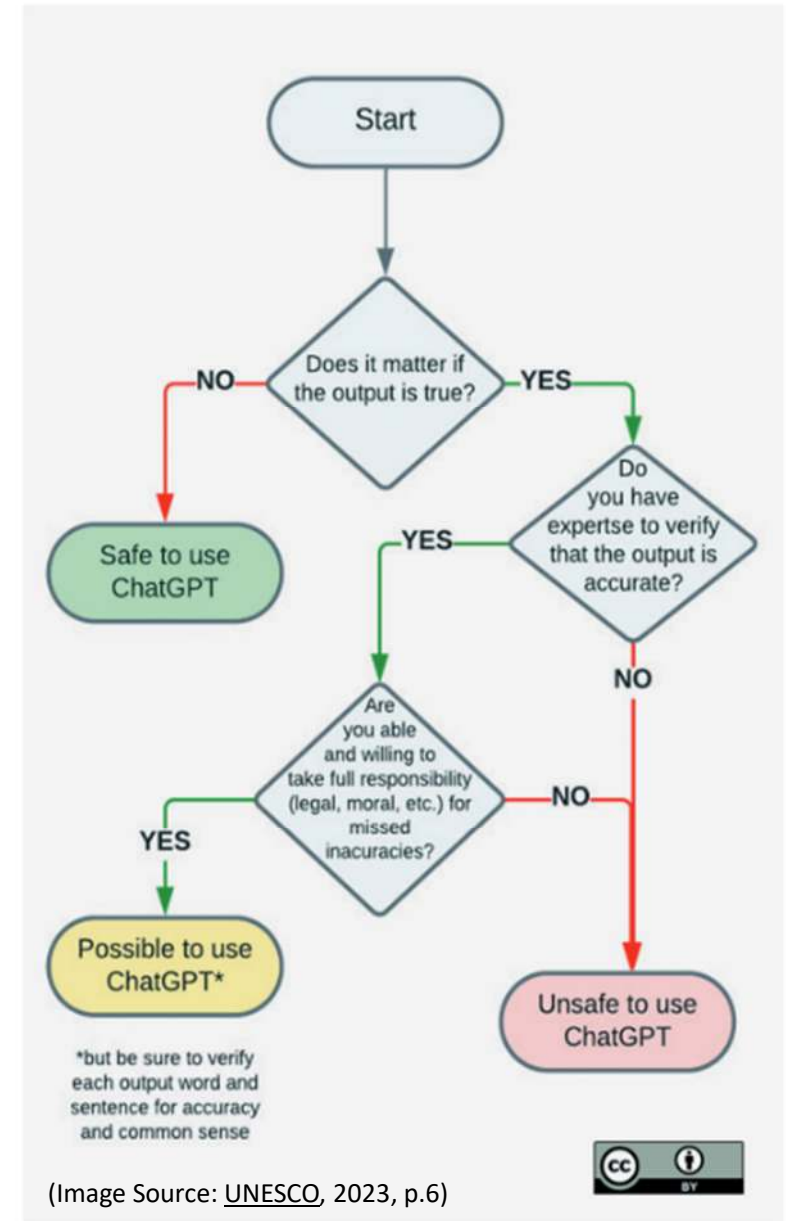 Start
Does it matter if
the output is true?
NO
YES
Do
you have
expertse to verify
that the output is
accurate?
Safe to use
ChatGPT
YES
NO
Are
you able
and willing to
take full responsibility
(legal, moral, etc.) for
missed
inacuracies?
NO
YES
Possible to use
ChatGPT*
Unsafe to use
ChatGPT
*but be sure to verify
each output word and
sentence for accuracy
and common sense
cc
BY
(Image Source: UNESCO, 2023, p.6)